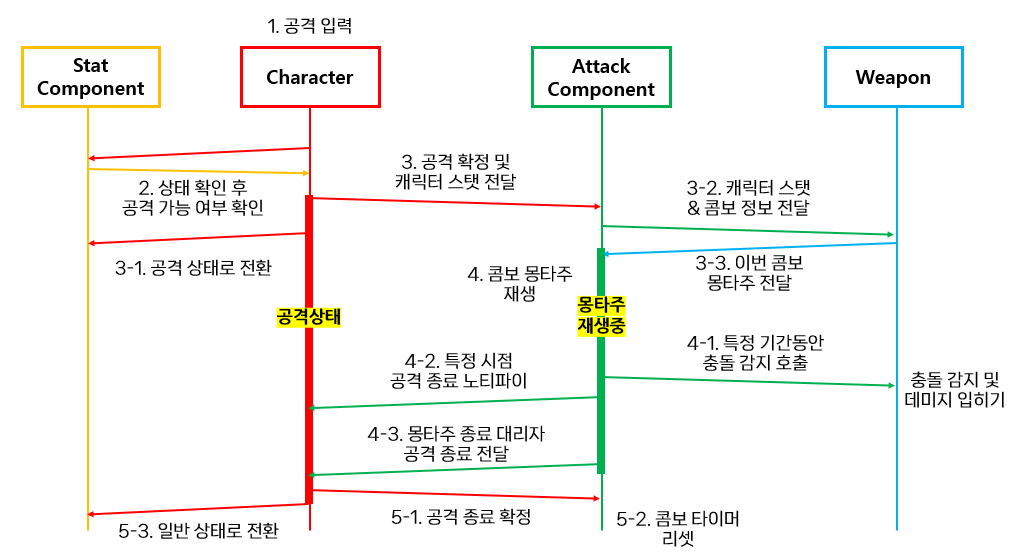 1. 공격 입력
Stat
Component
Character
Attack
Component
Weapon
2. 상태 확인 후
공격 가능 여부 확인
3. 공격 확정 및
캐릭터 스탯 전달
3-2. 캐릭터 스탯
& 콤보 정보 전달
3-1. 공격 상태로 전환
3-3. 이번 콤보
몽타주 전달
4. 콤보 몽타주
재생
공격상태
몽타주
재생중
4-1. 특정 기간동안
충돌 감지 호출
4-2. 특정 시점
공격 종료 노티파이
충돌 감지 및
데미지 입히기
4-3. 몽타주 종료 대리자
공격 종료 전달
5-1. 공격 종료 확정
5-2. 콤보 타이머
리셋
5-3. 일반 상태로 전환